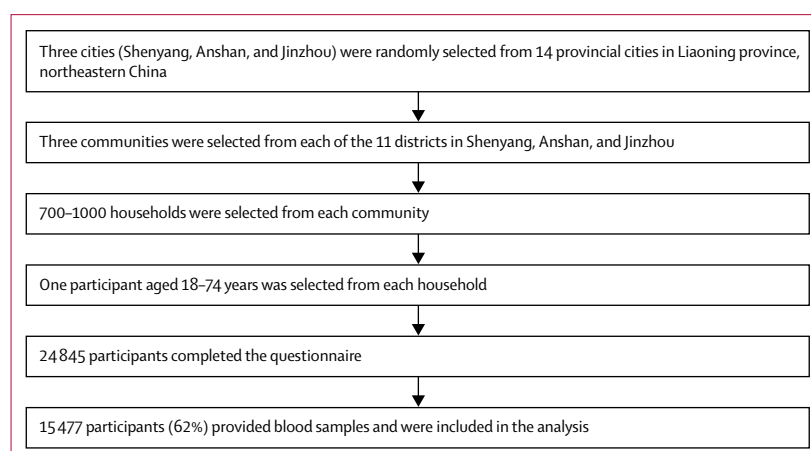 Three cities (Shenyang, Anshan, and Jinzhou) were randomly selected from 14 provincial cities in Liaoning province,
northeastern China
Three communities were selected from each of the 11 districts in Shenyang, Anshan, and Jinzhou
700–1000 households were selected from each community
One participant aged 18–74 years was selected from each household
24 845 participants completed the questionnaire
15 477 participants (62%) provided blood samples and were included in the analysis